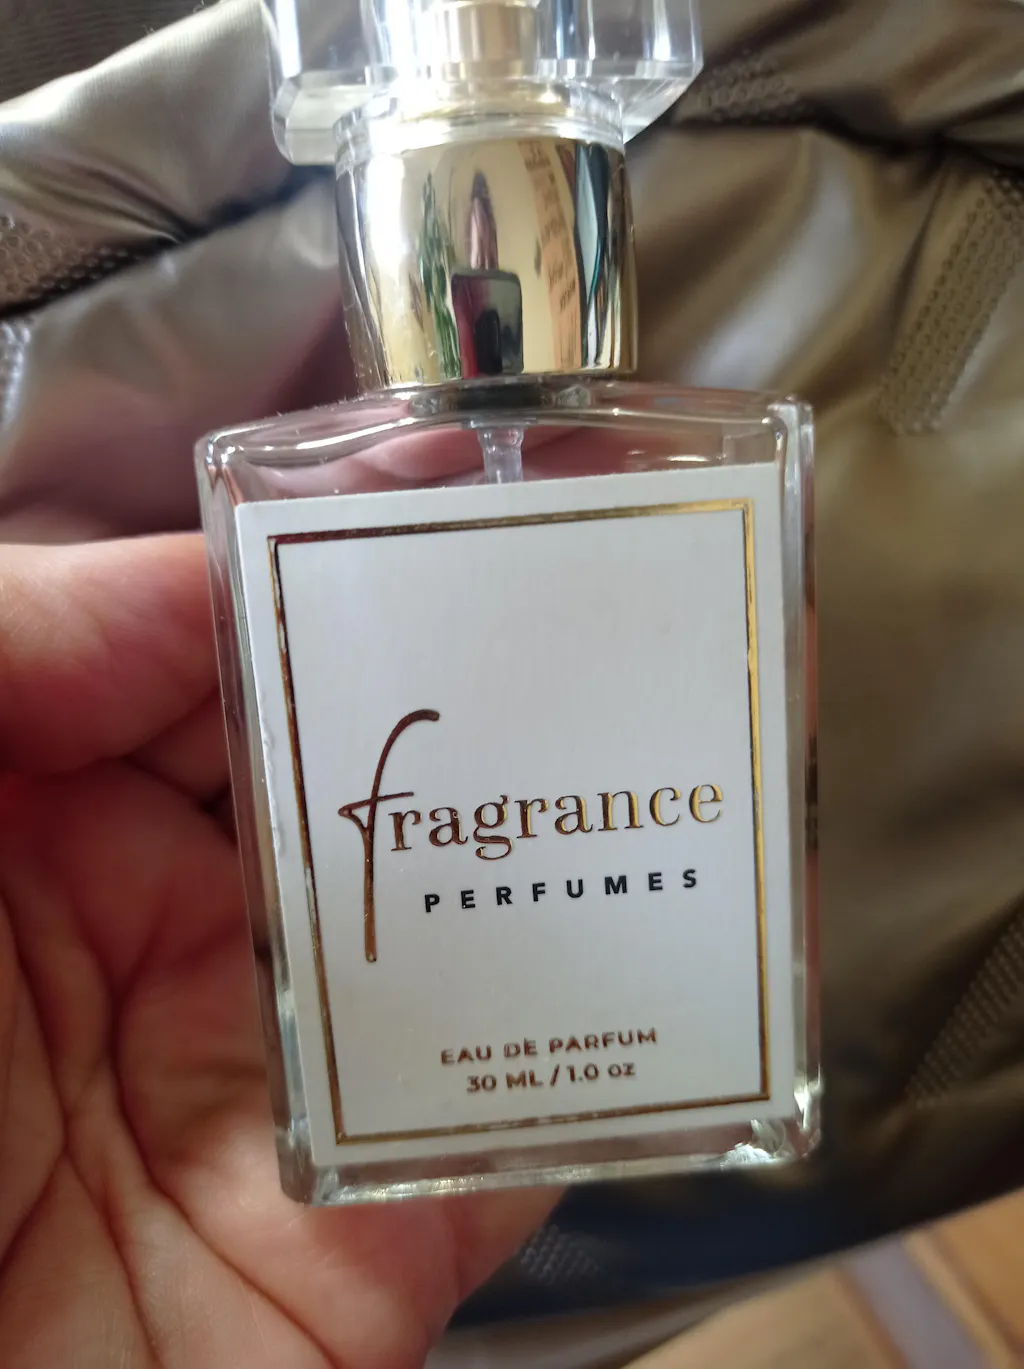 fragrance
PERFUMES
EAU DE PARFUM
30 ML / 1.0 oz